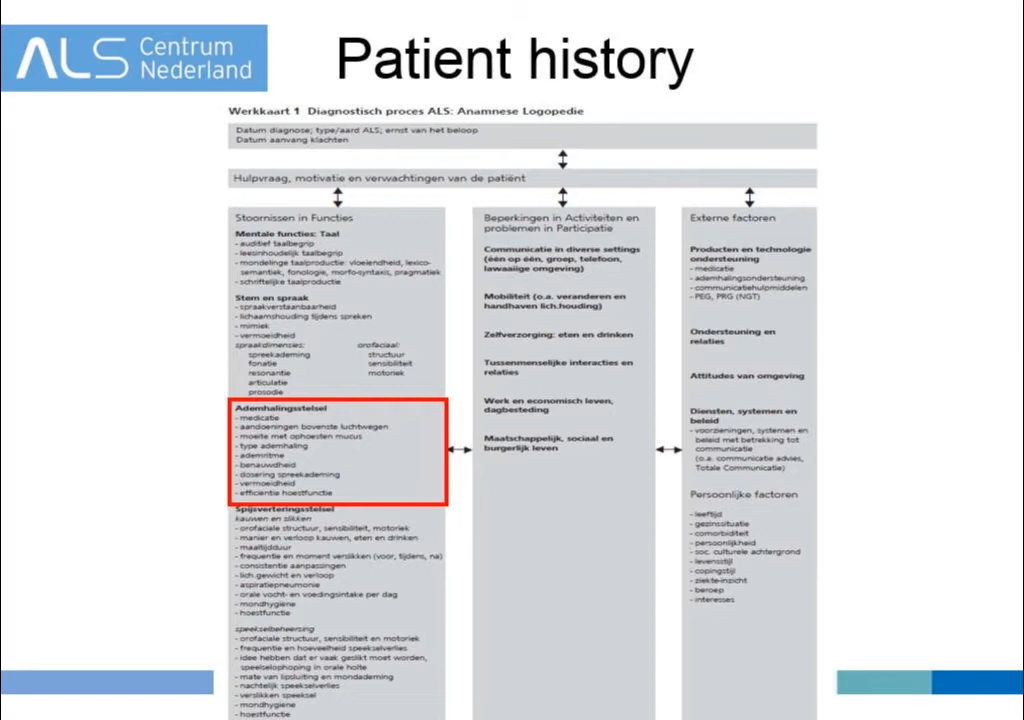 ALS Centrum
Nederland
Patient history
Werkkaart 1 Diagnostisch proces ALS: Anamnese Logopedie
Datum diagnose; type/aard ALS; ernst van het beloop
Datum aanvang klachten
Hulpvraag, motivatie en verwachtingen van de patiënt
Stoornissen in Functies
Mentale functies: Taal
- auditief taalbegrip
- leesinhoudelijk taalbegrip
- mondelinge taalproductie: vloeiendheid, lexico-
semantiek, fonologie, morfo-syntaxis, pragmatiek
- schriftelijke taalproductie
Stem en spraak
- spraakverstaanbaarheid
- lichaamshouding tijdens spreken
- mimiek
- vermoeidheid
spraakdimensies:
spreekademing
fonatie
resonantie
articulatie
prosodie
orofaciaal:
structuur
sensibiliteit
motoriek
Ademhalingsstelsel
- medicatie
- aandoeningen bovenste luchtwegen
- moeite met ophoesten mucus
- type ademhaling
- ademritme
- benauwdheid
- dosering spreekademing
- vermoeidheid
- efficiëntie hoestfunctie
Spijsverteringsstelsel
kauwen en slikken
- orofaciale structuur, sensibiliteit, motoriek
- manier en verloop kauwen, eten en drinken
- maaltijdduur
- frequentie en moment verslikken (voor, tijdens, na)
- consistentie aanpassingen
- lich.gewicht en verloop
- aspiratiepneumonie
- orale vocht- en voedingsintake per dag
- mondhygiene
- hoestfunctie
speekselbeheersing
- orofaciale structuur, sensibiliteit en motoriek
- frequentie en hoeveelheid speekselverlies
- idee hebben dat er vaak geslikt moet worden,
speelselophoping in orale holte
- mate van lipsluiting en mondademing
- nachtelijk speekselverlies
- verslikken speeksel
- mondhygiene
- hoestfunctie
Beperkingen in Activiteiten en
problemen in Participatie
Communicatie in diverse settings
(één op één, groep, telefoon,
lawaaiige omgeving)
Mobiliteit (o.a. veranderen en
handhaven lich.houding)
Zelfverzorging: eten en drinken
Tussenmenselijke interacties en
relaties
Werk en economisch leven,
dagbesteding
Maatschappelijk, sociaal en
burgerlijk leven
Externe factoren
Producten en technologie
ondersteuning
- medicatie
- ademhalingsondersteuning
- communicatiehulpmiddelen
- PEG, PRG (NGT)
Ondersteuning en
relaties
Attitudes van omgeving
Diensten, systemen en
beleid
- voorzieningen, systemen en
beleid met betrekking tot
communicatie
(o.a. communicatie advies,
Totale Communicatie)
Persoonlijke factoren
- leeftijd
- gezinssituatie
- comorbiditeit
- persoonlijkheid
- soc. culturele achtergrond
- levensstijl
- copingstijl
- ziekte-inzicht
- beroep
- interesses